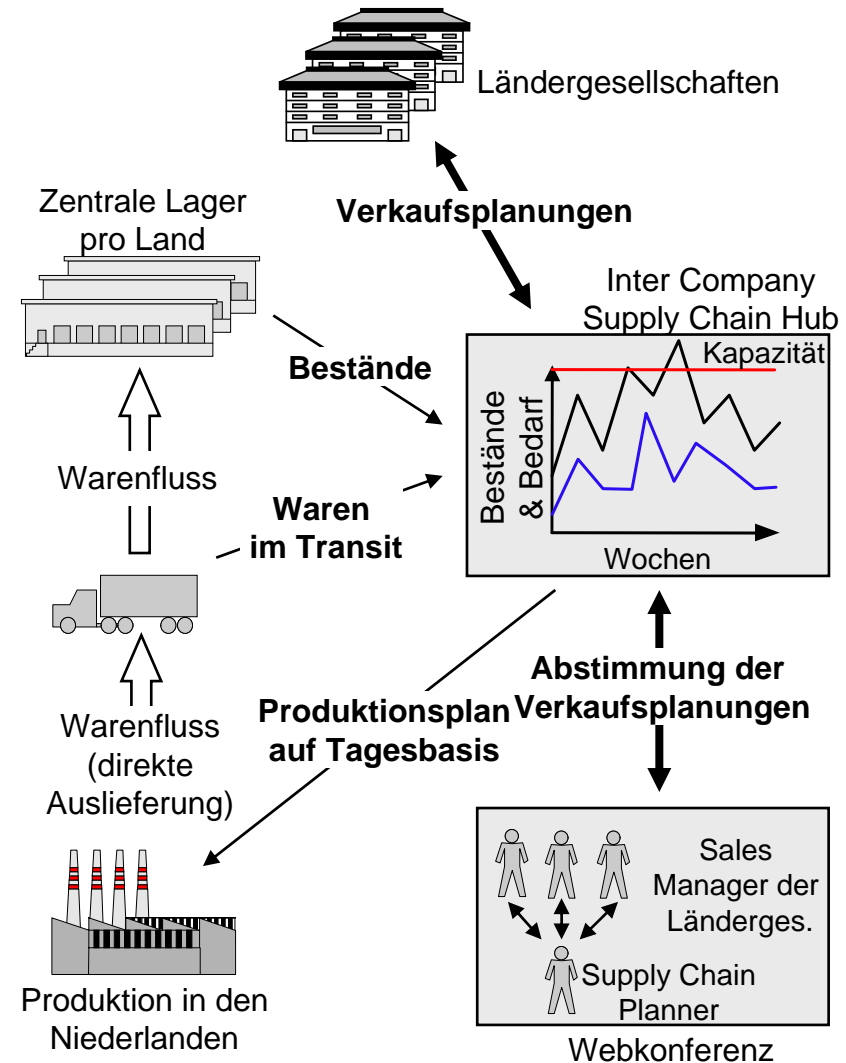 Ländergesellschaften
Zentrale Lager
pro Land
Verkaufsplanungen
Inter Company
Supply Chain Hub
Kapazität
Bestände
Bestände
& Bedarf
Warenfluss
Waren
im Transit
Wochen
Abstimmung der
Verkaufsplanungen
Produktionsplan
auf Tagesbasis
Warenfluss
(direkte
Auslieferung)
Sales
Manager der
Länderges.
Supply Chain
Planner
Produktion in den
Niederlanden
Webkonferenz